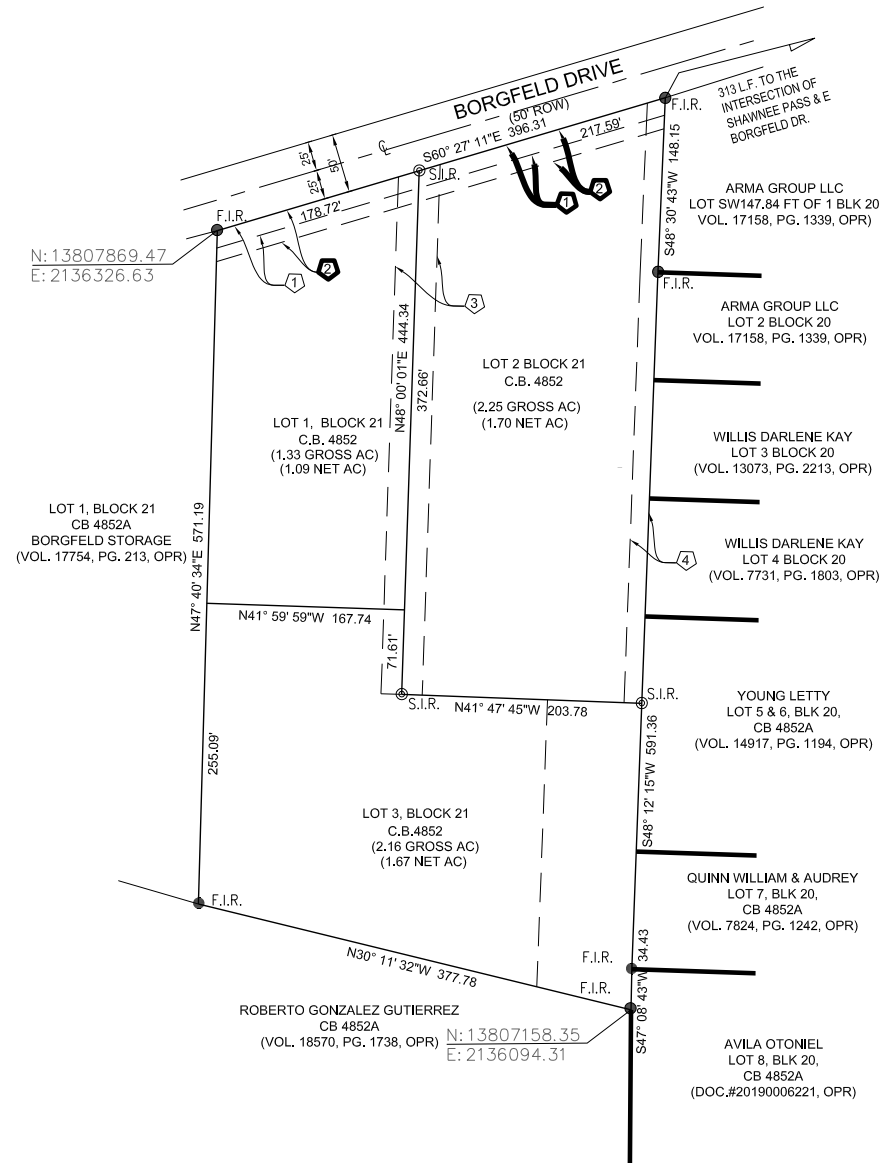 BORGFELD DRIVE
(50' ROW)
S60° 27' 11"E 396.31
217.59'
178.72'
25'
25'
50'
℄
313 L.F. TO THE
INTERSECTION OF
SHAWNEE PASS & E
BORGFELD DR.
F.I.R.
S.I.R.
F.I.R.
N: 13807869.47
E: 2136326.63
1
2
1
2
3
S48° 30' 43"W 148.15
ARMA GROUP LLC
LOT SW147.84 FT OF 1 BLK 20
VOL. 17158, PG. 1339, OPR)
F.I.R.
ARMA GROUP LLC
LOT 2 BLOCK 20
VOL. 17158, PG. 1339, OPR)
N48° 00' 01"E 444.34
372.66'
LOT 2 BLOCK 21
C.B. 4852
(2.25 GROSS AC)
(1.70 NET AC)
LOT 1, BLOCK 21
C.B. 4852
(1.33 GROSS AC)
(1.09 NET AC)
WILLIS DARLENE KAY
LOT 3 BLOCK 20
(VOL. 13073, PG. 2213, OPR)
LOT 1, BLOCK 21
CB 4852A
BORGFELD STORAGE
(VOL. 17754, PG. 213, OPR)
N47° 40' 34"E 571.19
WILLIS DARLENE KAY
LOT 4 BLOCK 20
(VOL. 7731, PG. 1803, OPR)
4
N41° 59' 59"W 167.74
71.61'
S.I.R.
N41° 47' 45"W 203.78
S.I.R.
YOUNG LETTY
LOT 5 & 6, BLK 20,
CB 4852A
(VOL. 14917, PG. 1194, OPR)
255.09'
S48° 12' 15"W 591.36
LOT 3, BLOCK 21
C.B.4852
(2.16 GROSS AC)
(1.67 NET AC)
QUINN WILLIAM & AUDREY
LOT 7, BLK 20,
CB 4852A
(VOL. 7824, PG. 1242, OPR)
F.I.R.
N30° 11' 32"W 377.78
F.I.R.
F.I.R.
S47° 08' 43"W 34.43
ROBERTO GONZALEZ GUTIERREZ
CB 4852A
(VOL. 18570, PG. 1738, OPR)
N: 13807158.35
E: 2136094.31
AVILA OTONIEL
LOT 8, BLK 20,
CB 4852A
(DOC.#20190006221, OPR)